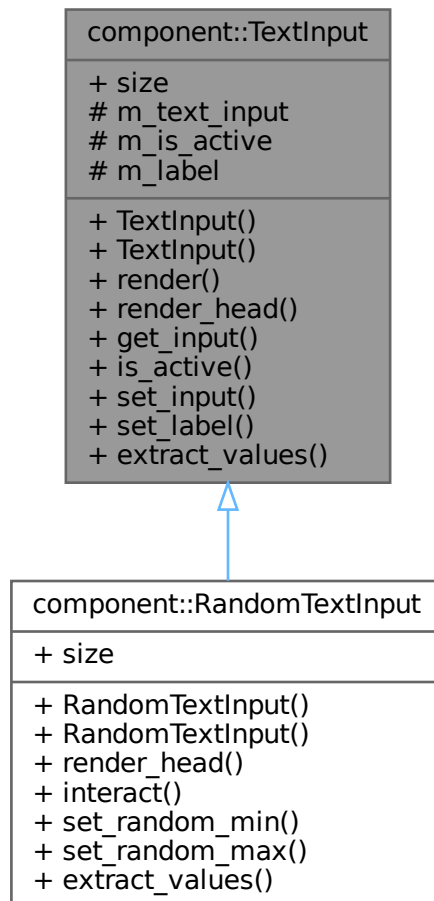 component::TextInput
+ size
# m_text_input
# m_is_active
# m_label
+ TextInput()
+ TextInput()
+ render()
+ render_head()
+ get_input()
+ is_active()
+ set_input()
+ set_label()
+ extract_values()
component::RandomTextInput
+ size
+ RandomTextInput()
+ RandomTextInput()
+ render_head()
+ interact()
+ set_random_min()
+ set_random_max()
+ extract_values()